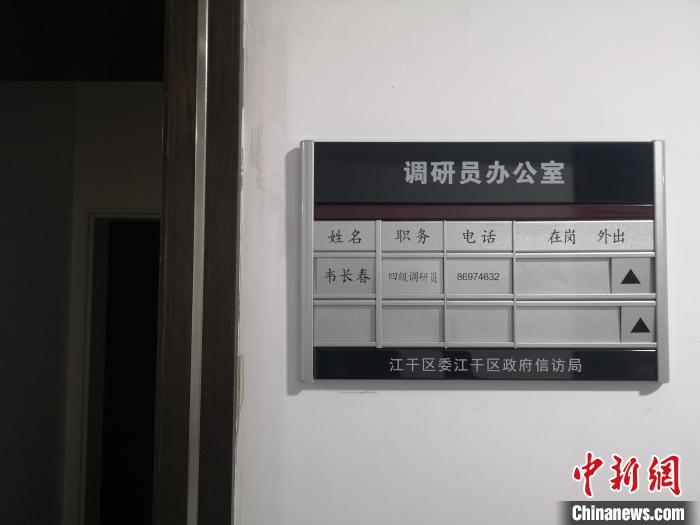 调研员办公室
姓名 职务 电话 在岗 外出
韦长春 四级调研员 86974632
江干区委江干区政府信访局
中新网
Chinanews.com